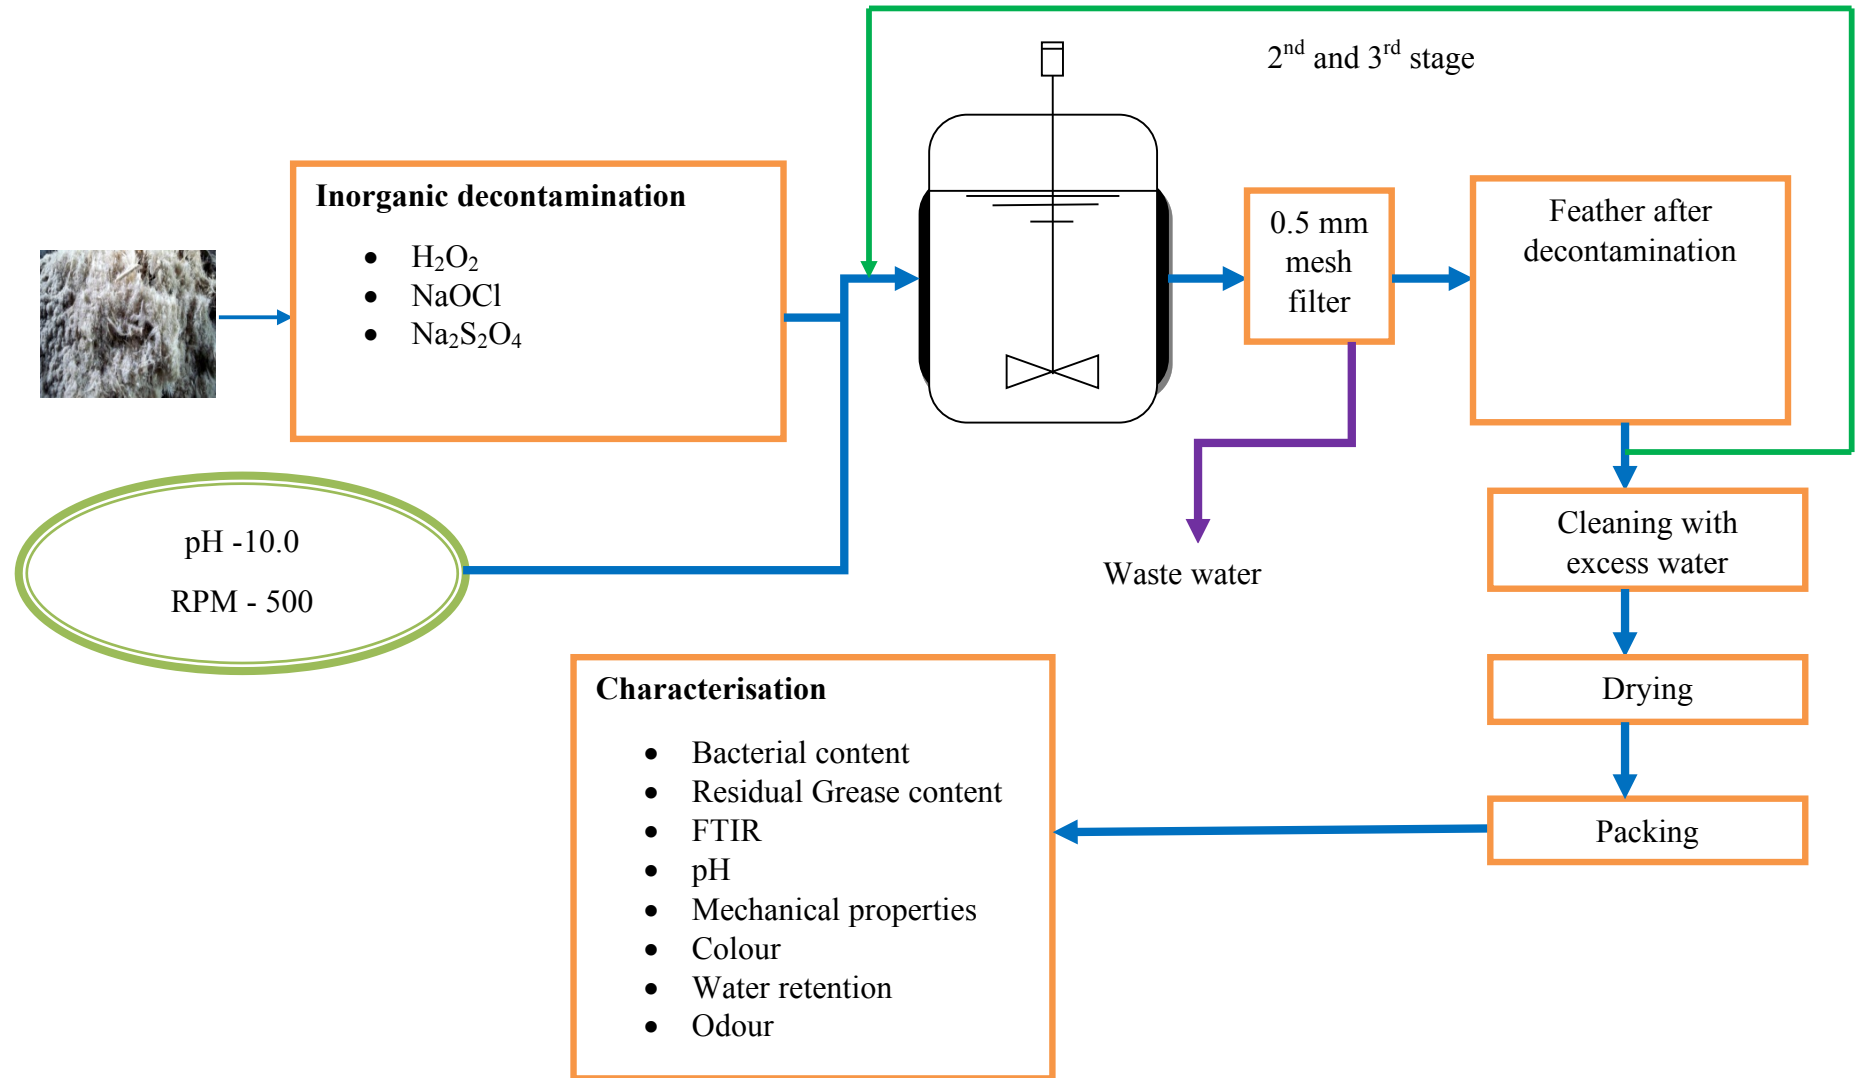 2nd and 3rd stage
Inorganic decontamination
• H₂O₂
• NaOCl
• Na₂S₂O₄
0.5 mm
mesh
filter
Feather after
decontamination
pH -10.0
RPM - 500
Waste water
Cleaning with
excess water
Drying
Packing
Characterisation
• Bacterial content
• Residual Grease content
• FTIR
• pH
• Mechanical properties
• Colour
• Water retention
• Odour